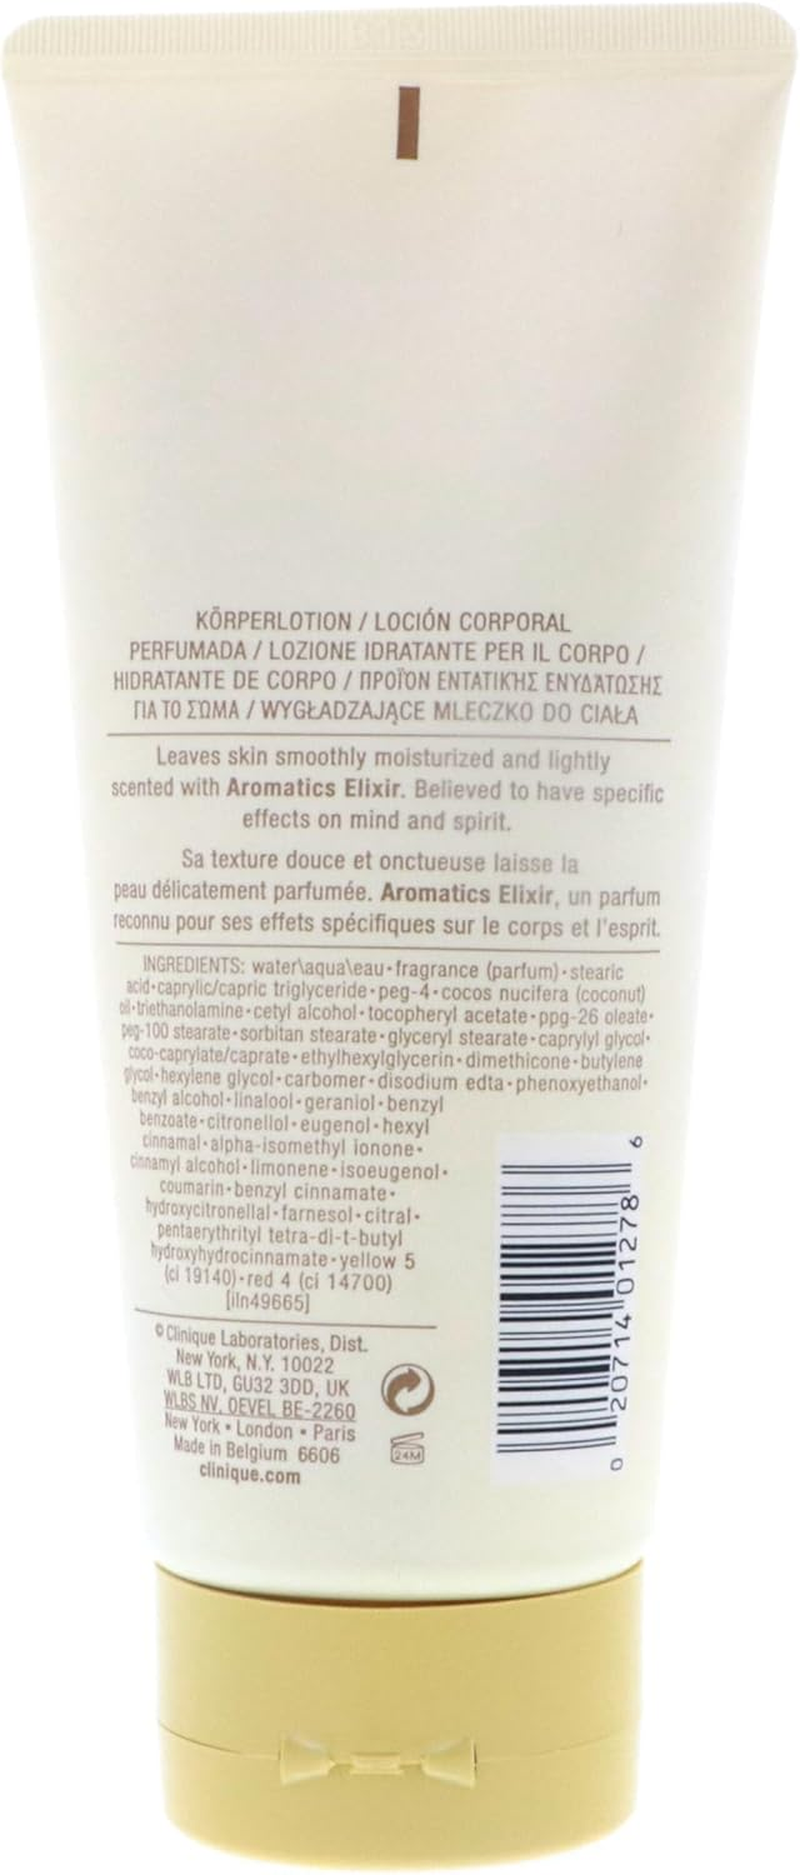 KÖRPERLOTION / LOCIÓN CORPORAL
PERFUMADA / LOZIONE IDRATANTE PER IL CORPO /
HIDRATANTE DE CORPO / ΠΡΟΪΌΝ ΕΝΤΑΤΙΚΉΣ ΕΝΥΔΆΤΩΣΗΣ
ΓΙΑ ΤΟ ΣΏΜΑ / WYGŁADZAJĄCE MLECZKO DO CIAŁA
Leaves skin smoothly moisturized and lightly
scented with Aromatics Elixir. Believed to have specific
effects on mind and spirit.
Sa texture douce et onctueuse laisse la
peau délicatement parfumée. Aromatics Elixir, un parfum
reconnu pour ses effets spécifiques sur le corps et l'esprit.
INGREDIENTS: water\aqua\eau • fragrance (parfum) • stearic
acid • caprylic/capric triglyceride • peg-4 • cocos nucifera (coconut)
oil • triethanolamine • cetyl alcohol • tocopheryl acetate • ppg-26 oleate •
peg-100 stearate • sorbitan stearate • glyceryl stearate • caprylyl glycol •
coco-caprylate/caprate • ethylhexylglycerin • dimethicone • butylene
glycol • hexylene glycol • carbomer • disodium edta • phenoxyethanol •
benzyl alcohol • linalool • geraniol • benzyl
benzoate • citronellol • eugenol • hexyl
cinnamal • alpha-isomethyl ionone •
cinnamyl alcohol • limonene • isoeugenol •
coumarin • benzyl cinnamate •
hydroxycitronellal • farnesol • citral •
pentaerythrityl tetra-di-t-butyl
hydroxyhydrocinnamate • yellow 5
(ci 19140) • red 4 (ci 14700)
[iln49665]
© Clinique Laboratories, Dist.
New York, N.Y. 10022
WLB LTD, GU32 3DD, UK
WLBS NV, OEVEL BE-2260
New York • London • Paris
Made in Belgium 6606
clinique.com
24M
0 20714 01278 6